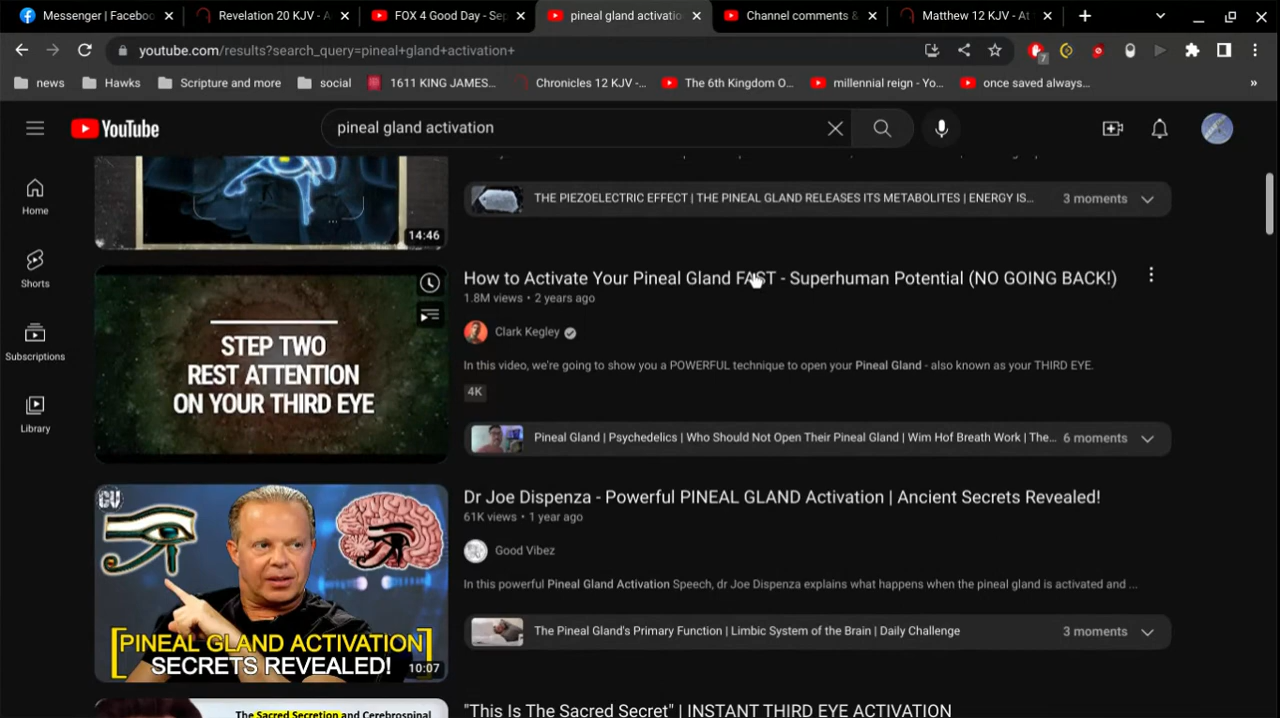 Messenger | Faceboo
Revelation 20 KJV - A
FOX 4 Good Day - Sep
pineal gland activatio
Channel comments &
Matthew 12 KJV - At
youtube.com/results?search_query=pineal+gland+activation+
7
news
Hawks
Scripture and more
social
1611 KING JAMES...
Chronicles 12 KJV -...
The 6th Kingdom O...
millennial reign - Yo...
once saved always...
»
YouTube
pineal gland activation
Home
Shorts
Subscriptions
Library
14:46
THE PIEZOELECTRIC EFFECT | THE PINEAL GLAND RELEASES ITS METABOLITES | ENERGY IS...
3 moments
STEP TWO
REST ATTENTION
ON YOUR THIRD EYE
How to Activate Your Pineal Gland FAST - Superhuman Potential (NO GOING BACK!)
1.8M views • 2 years ago
Clark Kegley
In this video, we're going to show you a POWERFUL technique to open your Pineal Gland - also known as your THIRD EYE.
4K
Pineal Gland | Psychedelics | Who Should Not Open Their Pineal Gland | Wim Hof Breath Work | The...
6 moments
GU
PINEAL GLAND ACTIVATION
SECRETS REVEALED!
10:07
Dr Joe Dispenza - Powerful PINEAL GLAND Activation | Ancient Secrets Revealed!
61K views • 1 year ago
Good Vibez
In this powerful Pineal Gland Activation Speech, dr Joe Dispenza explains what happens when the pineal gland is activated and ...
The Pineal Gland's Primary Function | Limbic System of the Brain | Daily Challenge
3 moments
The Sacred Secretion and Cerebrospinal
"This Is The Sacred Secret" | INSTANT THIRD EYE ACTIVATION